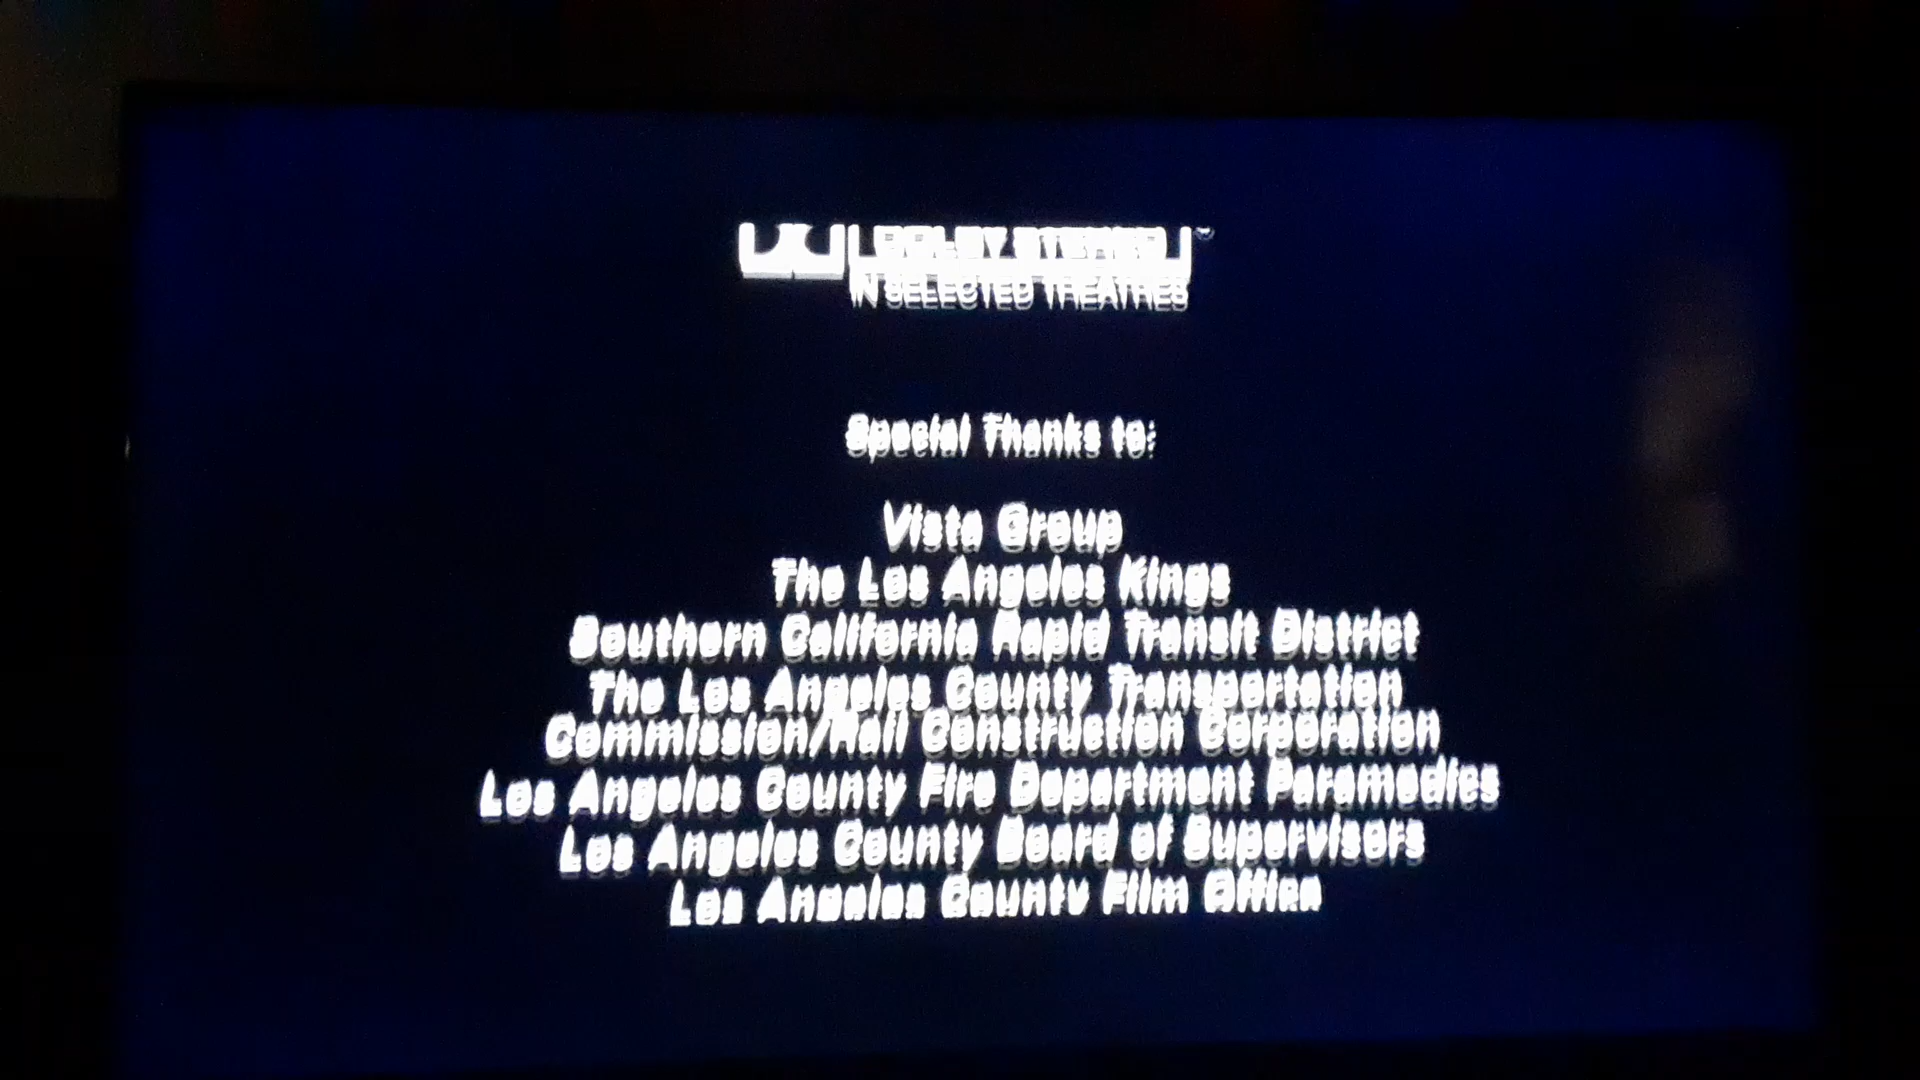 DOLBY STEREO
IN SELECTED THEATRES
Special Thanks to:
Vista Group
The Los Angeles Kings
Southern California Rapid Transit District
The Los Angeles County Transportation
Commission/Rail Construction Corporation
Los Angeles County Fire Department Paramedics
Los Angeles County Board of Supervisors
Los Angeles County Film Office